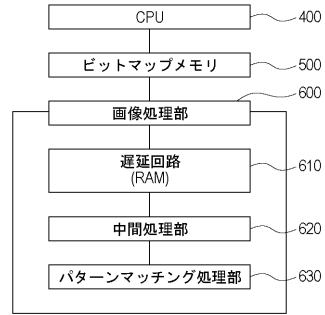 CPU
400
ビットマップメモリ
500
600
画像処理部
遅延回路
(RAM)
610
中間処理部
620
パターンマッチング処理部
630